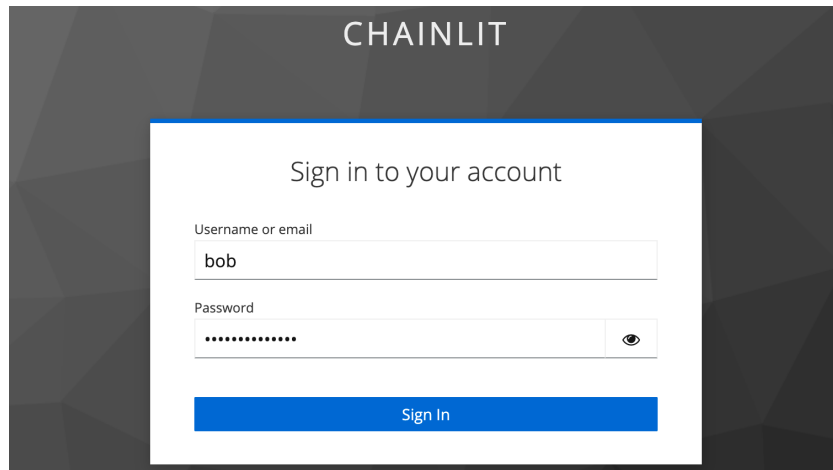 CHAINLIT
Sign in to your account
Username or email
bob
Password
••••••••••••••
Sign In